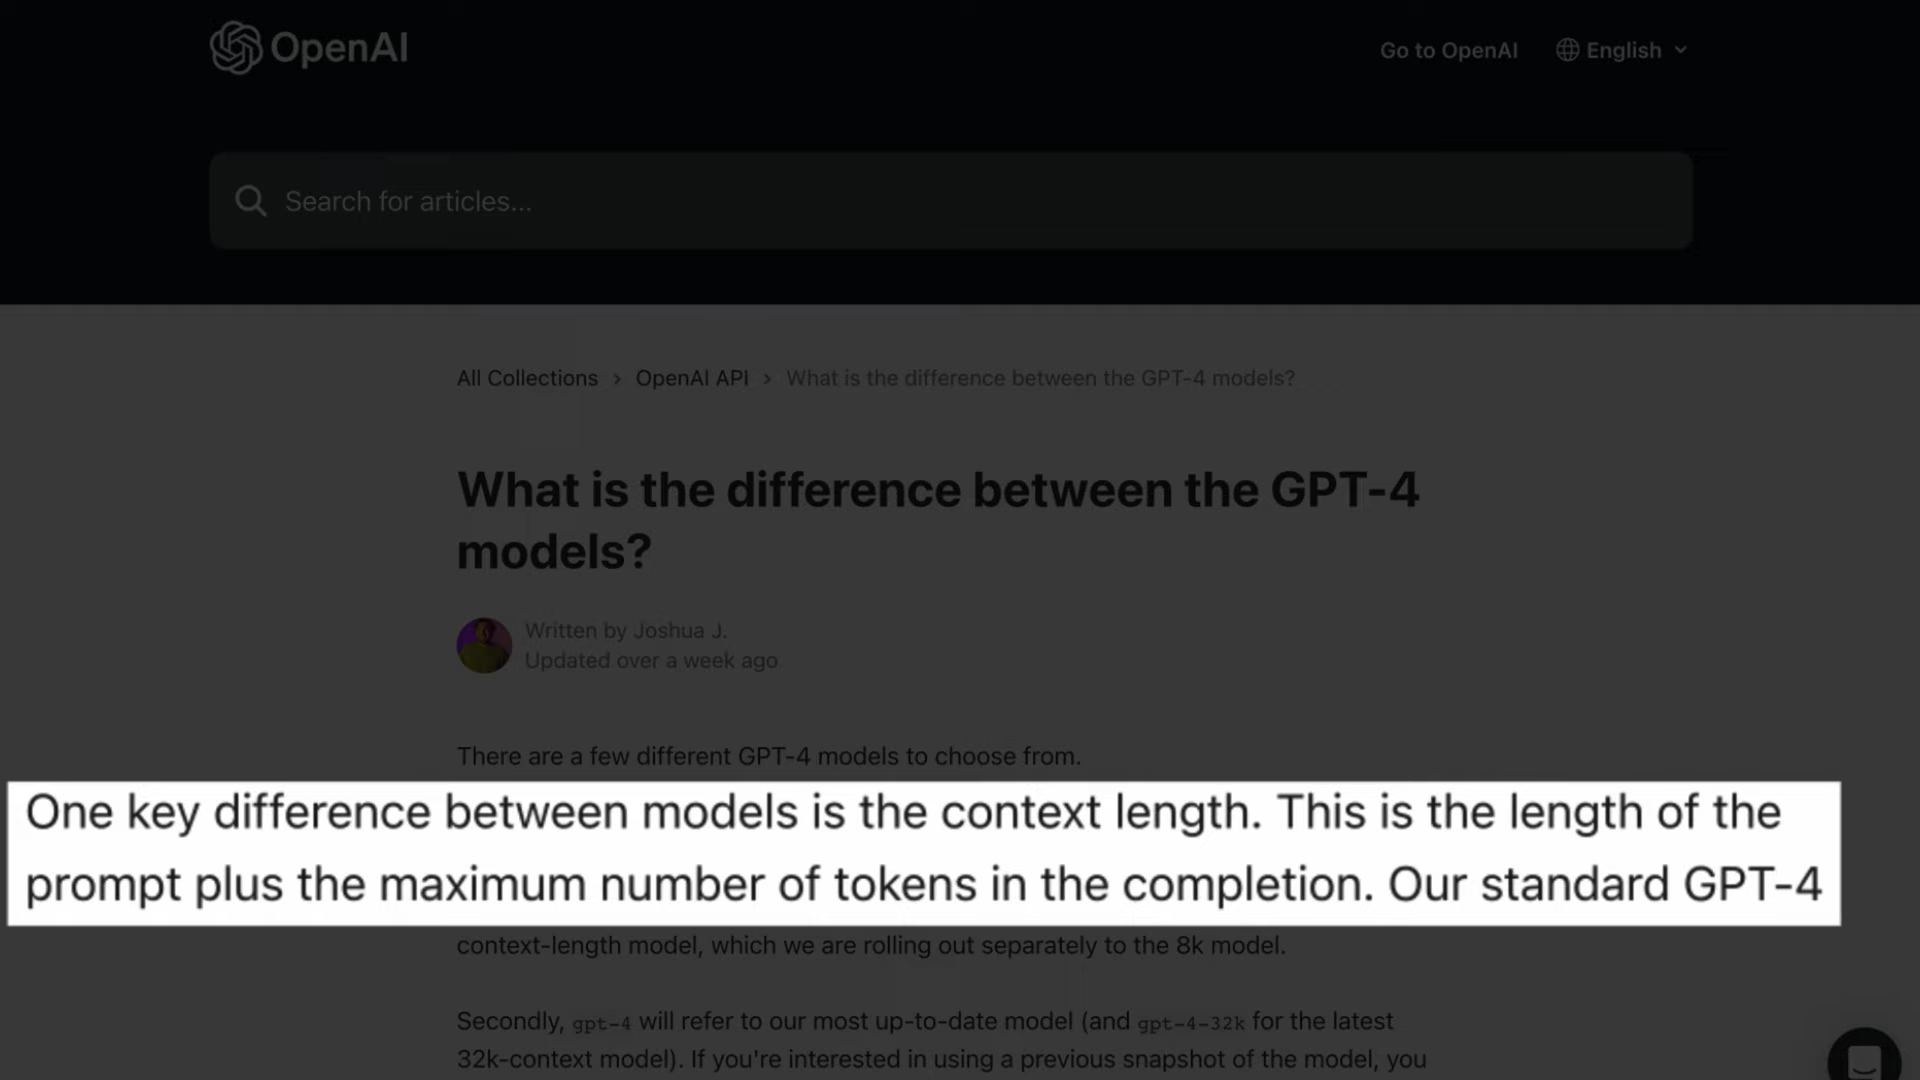 OpenAI
Go to OpenAI
English
Search for articles...
All Collections > OpenAI API > What is the difference between the GPT-4 models?
What is the difference between the GPT-4
models?
Written by Joshua J.
Updated over a week ago
There are a few different GPT-4 models to choose from.
One key difference between models is the context length. This is the length of the
prompt plus the maximum number of tokens in the completion. Our standard GPT-4
context-length model, which we are rolling out separately to the 8k model.
Secondly, gpt-4 will refer to our most up-to-date model (and gpt-4-32k for the latest
32k-context model). If you're interested in using a previous snapshot of the model, you